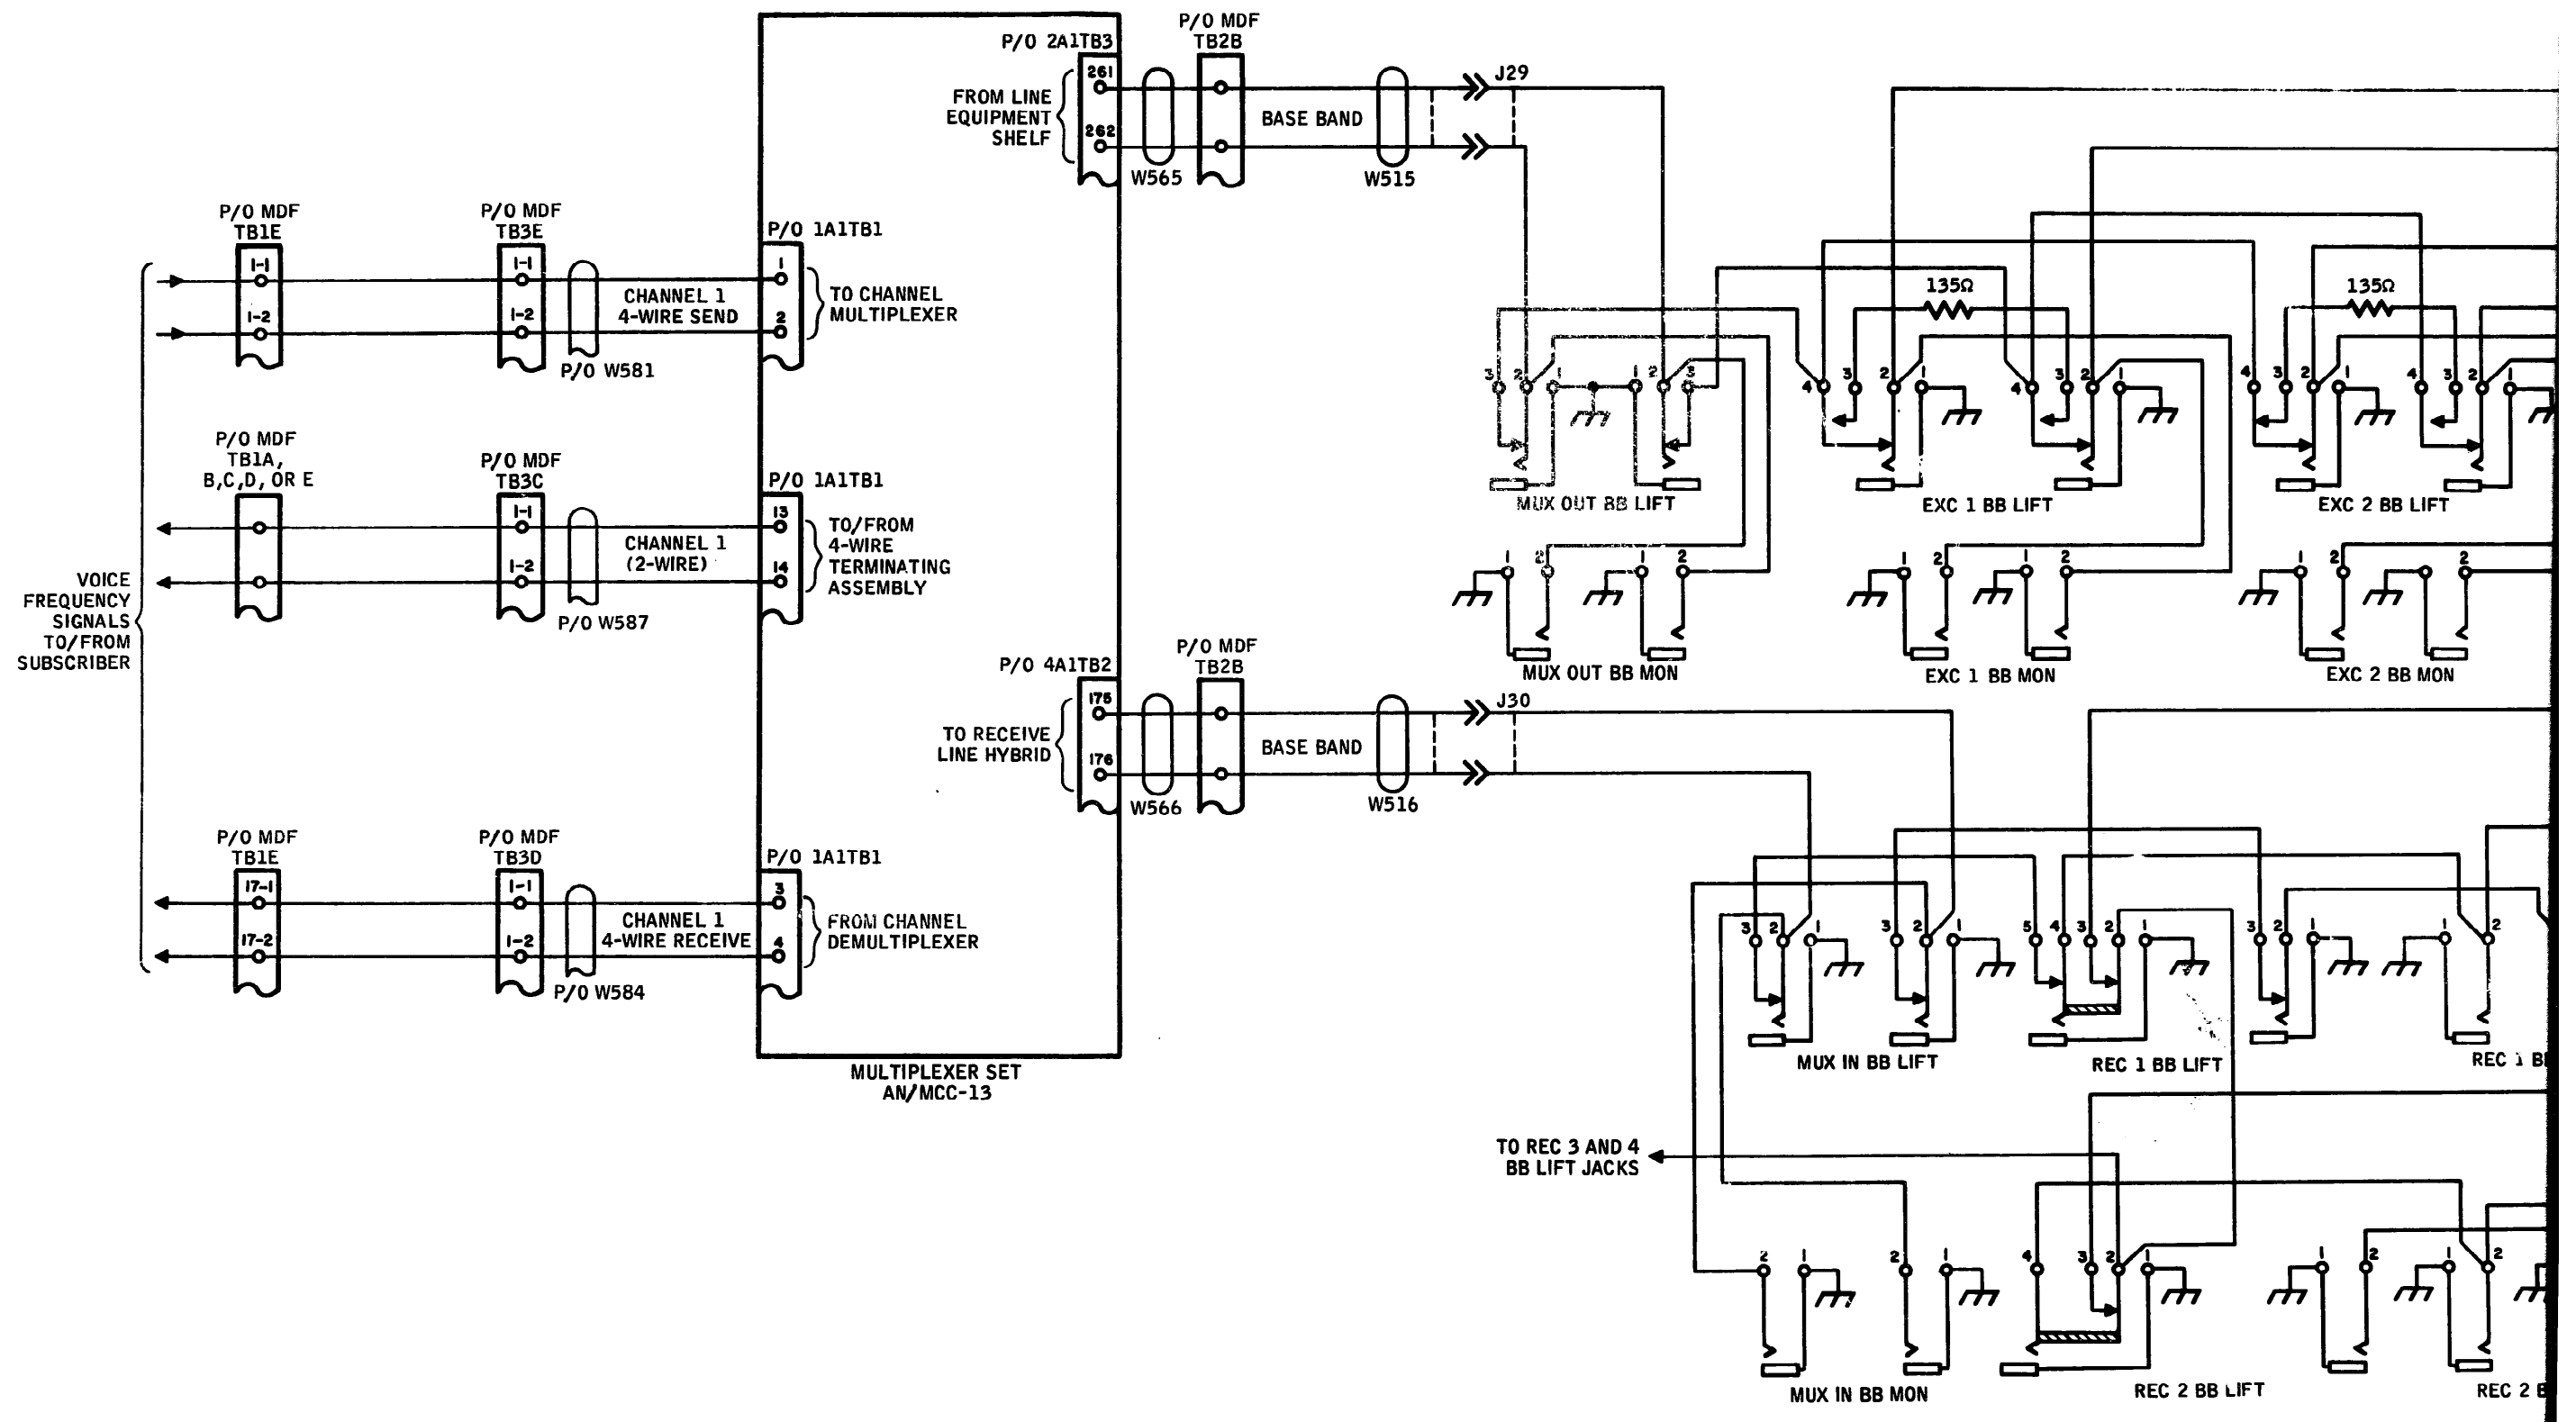 P/O MDF
TB2B
P/O 2A1TB3
261
262
FROM LINE
EQUIPMENT
SHELF
W565
BASE BAND
W515
J29
P/O MDF
TB1E
1-1
1-2
P/O MDF
TB3E
1-1
1-2
P/O W581
CHANNEL 1
4-WIRE SEND
P/O 1A1TB1
1
2
TO CHANNEL
MULTIPLEXER
P/O MDF
TB1A,
B,C,D, OR E
P/O MDF
TB3C
1-1
1-2
P/O W587
CHANNEL 1
(2-WIRE)
P/O 1A1TB1
13
14
TO/FROM
4-WIRE
TERMINATING
ASSEMBLY
VOICE
FREQUENCY
SIGNALS
TO/FROM
SUBSCRIBER
P/O MDF
TB1E
17-1
17-2
P/O MDF
TB3D
1-1
1-2
P/O W584
CHANNEL 1
4-WIRE RECEIVE
P/O 1A1TB1
3
4
FROM CHANNEL
DEMULTIPLEXER
P/O 4A1TB2
175
176
TO RECEIVE
LINE HYBRID
W566
P/O MDF
TB2B
BASE BAND
W516
J30
MULTIPLEXER SET
AN/MCC-13
135Ω
135Ω
3 2 1 1 2 3
4 3 2 1 4 3 2 1
4 3 2 1 4 3 2 1
MUX OUT BB LIFT
EXC 1 BB LIFT
EXC 2 BB LIFT
1 2 1 2
1 2 1 2
1 2 2
MUX OUT BB MON
EXC 1 BB MON
EXC 2 BB MON
3 2 1 3 2 1
5 4 3 2 1 3 2 1
1 2
MUX IN BB LIFT
REC 1 BB LIFT
REC 1 B
TO REC 3 AND 4
BB LIFT JACKS
2 1 2 1
4 3 2 1
1 2 1 2
MUX IN BB MON
REC 2 BB LIFT
REC 2